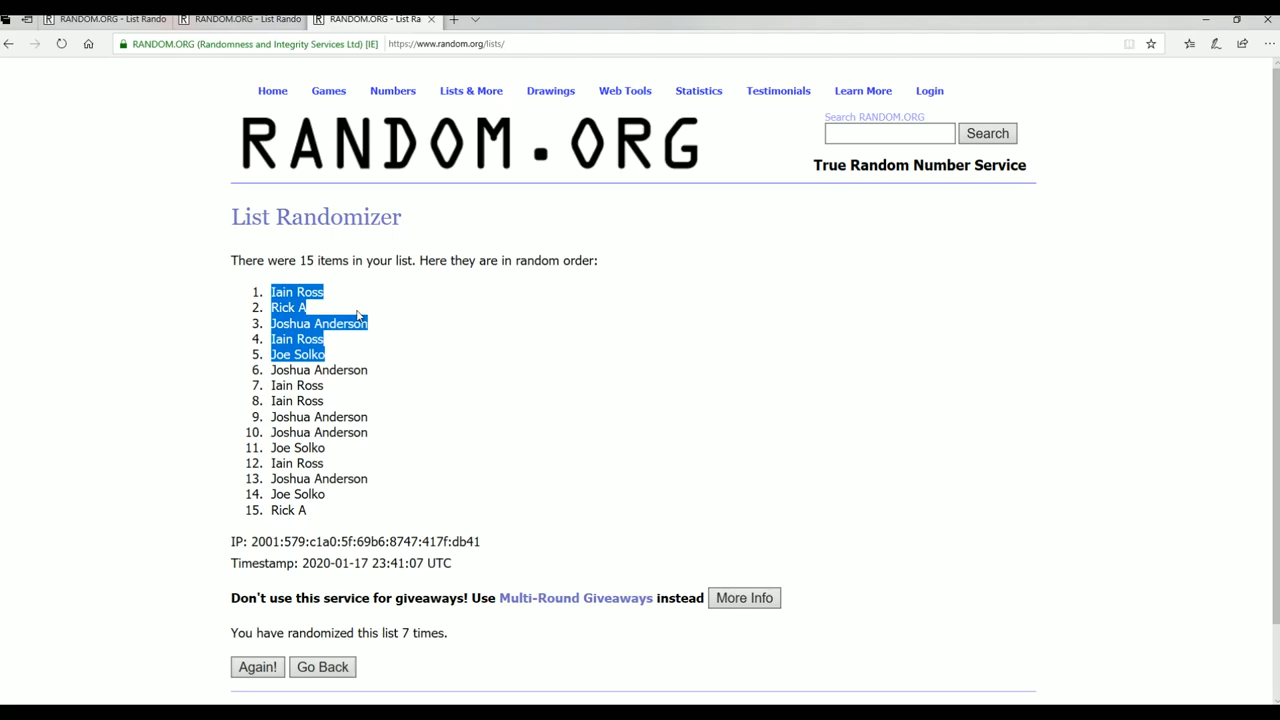 RANDOM.ORG - List Rando
RANDOM.ORG - List Rando
RANDOM.ORG - List Ra
RANDOM.ORG (Randomness and Integrity Services Ltd) [IE]
https://www.random.org/lists/
Home Games Numbers Lists & More Drawings Web Tools Statistics Testimonials Learn More Login
RANDOM.ORG
Search RANDOM.ORG
Search
True Random Number Service
List Randomizer
There were 15 items in your list. Here they are in random order:
1. Iain Ross
2. Rick A
3. Joshua Anderson
4. Iain Ross
5. Joe Solko
6. Joshua Anderson
7. Iain Ross
8. Iain Ross
9. Joshua Anderson
10. Joshua Anderson
11. Joe Solko
12. Iain Ross
13. Joshua Anderson
14. Joe Solko
15. Rick A
IP: 2001:579:c1a0:5f:69b6:8747:417f:db41
Timestamp: 2020-01-17 23:41:07 UTC
Don't use this service for giveaways! Use Multi-Round Giveaways instead More Info
You have randomized this list 7 times.
Again! Go Back